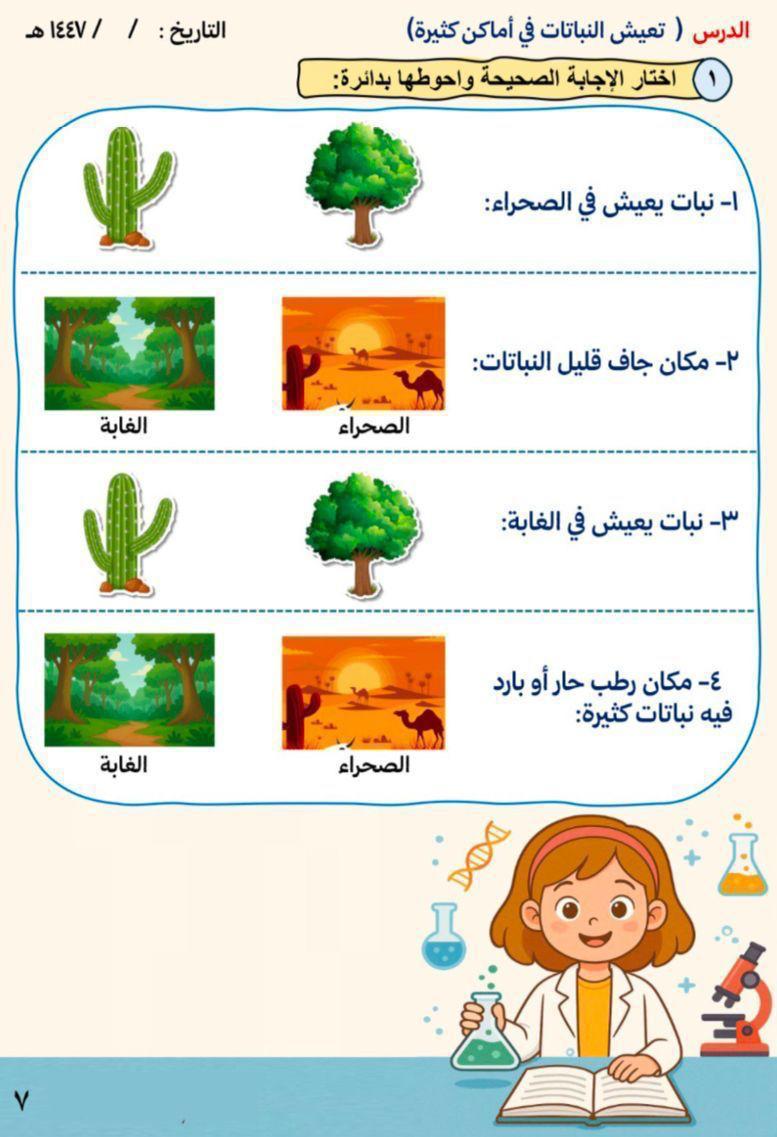 الدرس ( تعيش النباتات في أماكن كثيرة) التاريخ : / / ١٤٤٧ هـ
١ اختار الإجابة الصحيحة واحوطها بدائرة:
١- نبات يعيش في الصحراء:
٢- مكان جاف قليل النباتات:
الصحراء الغابة
٣- نبات يعيش في الغابة:
٤- مكان رطب حار أو بارد
فيه نباتات كثيرة:
الصحراء الغابة
٧